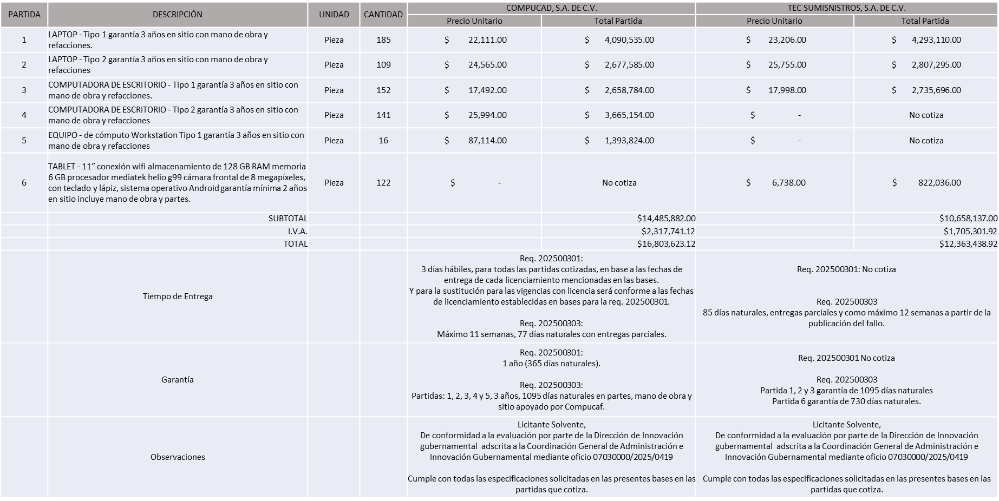 PARTIDA DESCRIPCIÓN UNIDAD CANTIDAD COMPUCAD, S.A. DE C.V. TEC SUMISNISTROS, S.A. DE C.V.
Precio Unitario Total Partida Precio Unitario Total Partida
1 LAPTOP - Tipo 1 garantía 3 años en sitio con mano de obra y
refacciones. Pieza 185 $ 22,111.00 $ 4,090,535.00 $ 23,206.00 $ 4,293,110.00
2 LAPTOP - Tipo 2 garantía 3 años en sitio con mano de obra y
refacciones Pieza 109 $ 24,565.00 $ 2,677,585.00 $ 25,755.00 $ 2,807,295.00
3 COMPUTADORA DE ESCRITORIO - Tipo 1 garantía 3 años en sitio con
mano de obra y refacciones. Pieza 152 $ 17,492.00 $ 2,658,784.00 $ 17,998.00 $ 2,735,696.00
4 COMPUTADORA DE ESCRITORIO - Tipo 2 garantía 3 años en sitio con
mano de obra y refacciones Pieza 141 $ 25,994.00 $ 3,665,154.00 $ - No cotiza
5 EQUIPO - de cómputo Workstation Tipo 1 garantía 3 años en sitio con
mano de obra y refacciones Pieza 16 $ 87,114.00 $ 1,393,824.00 $ - No cotiza
6 TABLET - 11” conexión wifi almacenamiento de 128 GB RAM memoria
6 GB procesador mediatek helio g99 cámara frontal de 8 megapíxeles,
con teclado y lápiz, sistema operativo Android garantía mínima 2 años
en sitio incluye mano de obra y partes. Pieza 122 $ - No cotiza $ 6,738.00 $ 822,036.00
SUBTOTAL $14,485,882.00 $10,658,137.00
I.V.A. $2,317,741.12 $1,705,301.92
TOTAL $16,803,623.12 $12,363,438.92
Tiempo de Entrega
Req. 202500301:
3 días hábiles, para todas las partidas cotizadas, en base a las fechas de
entrega de cada licenciamiento mencionadas en las bases.
Y para la sustitución para las vigencias con licencia será conforme a las fechas
de licenciamiento establecidas en bases para la req. 202500301.
Req. 202500303:
Máximo 11 semanas, 77 días naturales con entregas parciales.
Req. 202500301: No cotiza
Req. 202500303
85 días naturales, entregas parciales y como máximo 12 semanas a partir de la
publicación del fallo.
Garantía
Req. 202500301:
1 año (365 días naturales).
Req. 202500303:
Partidas: 1, 2, 3, 4 y 5, 3 años, 1095 días naturales en partes, mano de obra y
sitio apoyado por Compucaf.
Req. 202500301 No cotiza
Req. 202500303
Partida 1, 2 y 3 garantía de 1095 días naturales
Partida 6 garantía de 730 días naturales.
Observaciones
Licitante Solvente,
De conformidad a la evaluación por parte de la Dirección de Innovación
gubernamental adscrita a la Coordinación General de Administración e
Innovación Gubernamental mediante oficio 07030000/2025/0419
Cumple con todas las especificaciones solicitadas en las presentes bases en las
partidas que cotiza.
Licitante Solvente,
De conformidad a la evaluación por parte de la Dirección de Innovación
gubernamental adscrita a la Coordinación General de Administración e
Innovación Gubernamental mediante oficio 07030000/2025/0419
Cumple con todas las especificaciones solicitadas en las presentes bases en las
partidas que cotiza.